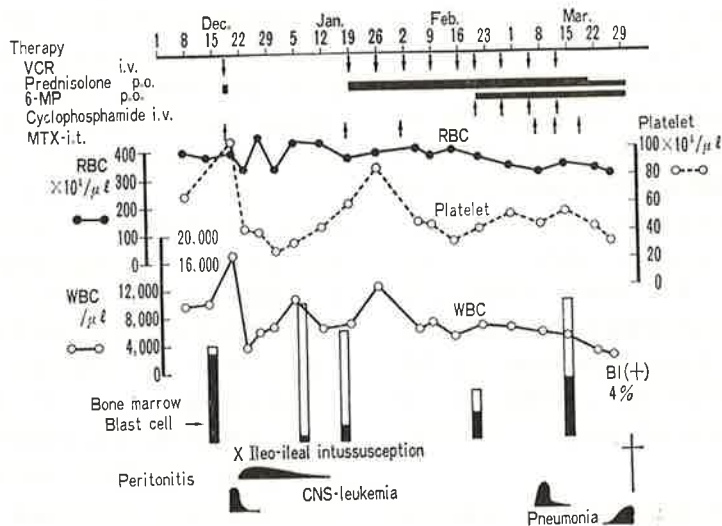 Dec. Jan. Feb. Mar.
1 8 15 22 29 5 12 19 26 2 9 16 23 1 8 15 22 29
Therapy
VCR i.v.
Prednisolone p.o.
6-MP p.o.
Cyclophosphamide i.v.
MTX-i.t.
RBC
×10⁴/μℓ
400
300
200
100
0
RBC
Platelet
Platelet
×10⁴/μℓ
100
80
60
40
20
0
20.000
16.000
12,000
8,000
4,000
0
WBC
/μℓ
WBC
Bl(+)
4%
Bone marrow
Blast cell
X Ileo-ileal intussusception
Peritonitis
CNS-leukemia
Pneumonia